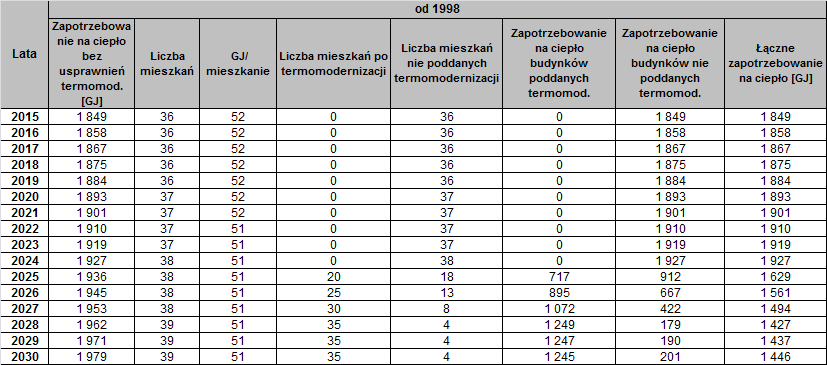 od 1998
Lata
Zapotrzebowa
nie na ciepło
bez
usprawnień
termomod.
[GJ]
Liczba
mieszkań
GJ/
mieszkanie
Liczba mieszkań po
termomodernizacji
Liczba mieszkań
nie poddanych
termomodernizacji
Zapotrzebowanie
na ciepło
budynków
poddanych
termomod.
Zapotrzebowanie
na ciepło
budynków nie
poddanych
termomod.
Łączne
zapotrzebowanie
na ciepło [GJ]
2015 1 849 36 52 0 36 0 1 849 1 849
2016 1 858 36 52 0 36 0 1 858 1 858
2017 1 867 36 52 0 36 0 1 867 1 867
2018 1 875 36 52 0 36 0 1 875 1 875
2019 1 884 36 52 0 36 0 1 884 1 884
2020 1 893 37 52 0 37 0 1 893 1 893
2021 1 901 37 52 0 37 0 1 901 1 901
2022 1 910 37 51 0 37 0 1 910 1 910
2023 1 919 37 51 0 37 0 1 919 1 919
2024 1 927 38 51 0 38 0 1 927 1 927
2025 1 936 38 51 20 18 717 912 1 629
2026 1 945 38 51 25 13 895 667 1 561
2027 1 953 38 51 30 8 1 072 422 1 494
2028 1 962 39 51 35 4 1 249 179 1 427
2029 1 971 39 51 35 4 1 247 190 1 437
2030 1 979 39 51 35 4 1 245 201 1 446